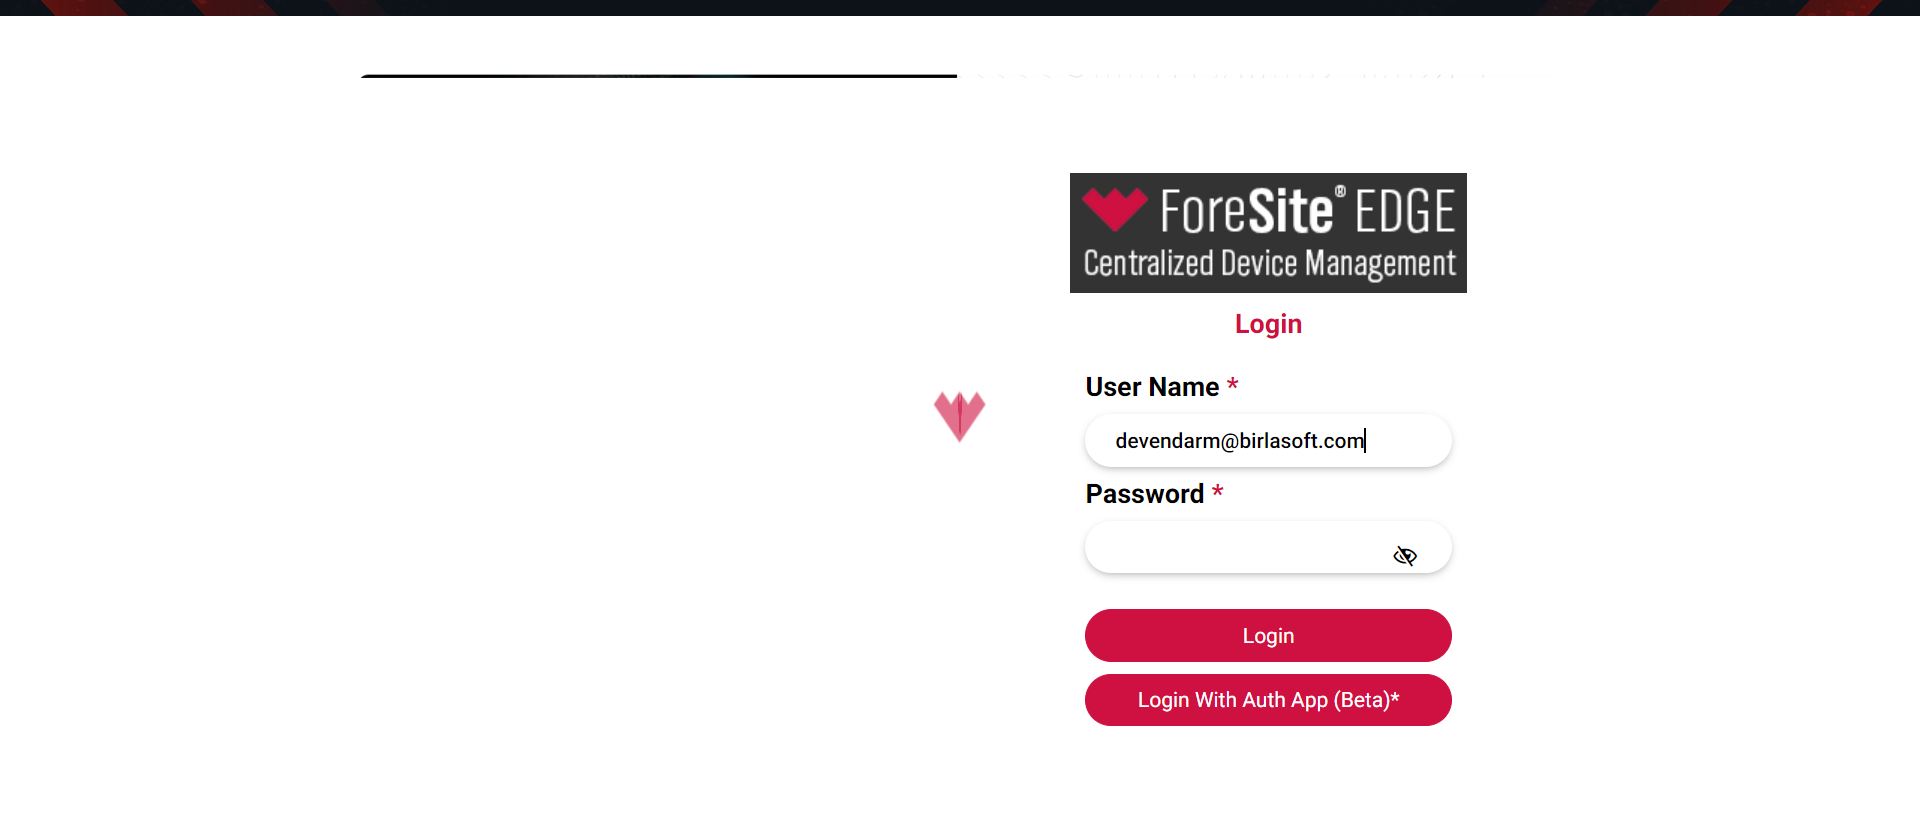 ForeSite® EDGE
Centralized Device Management
Login
User Name *
devendarm@birlasoft.com
Password *
Login
Login With Auth App (Beta)*